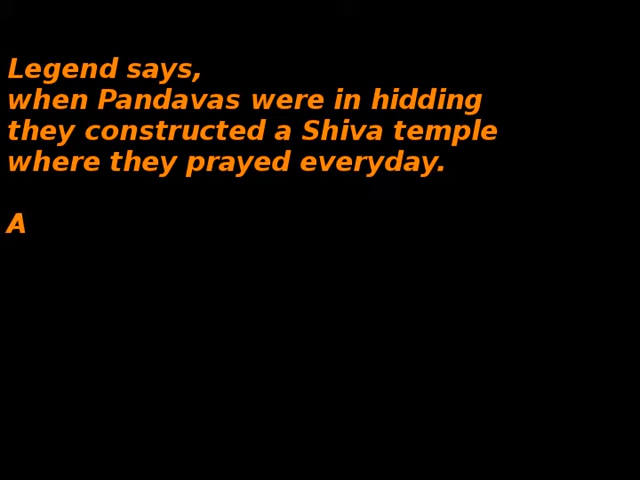 Legend says,
when Pandavas were in hidding
they constructed a Shiva temple
where they prayed everyday.
A